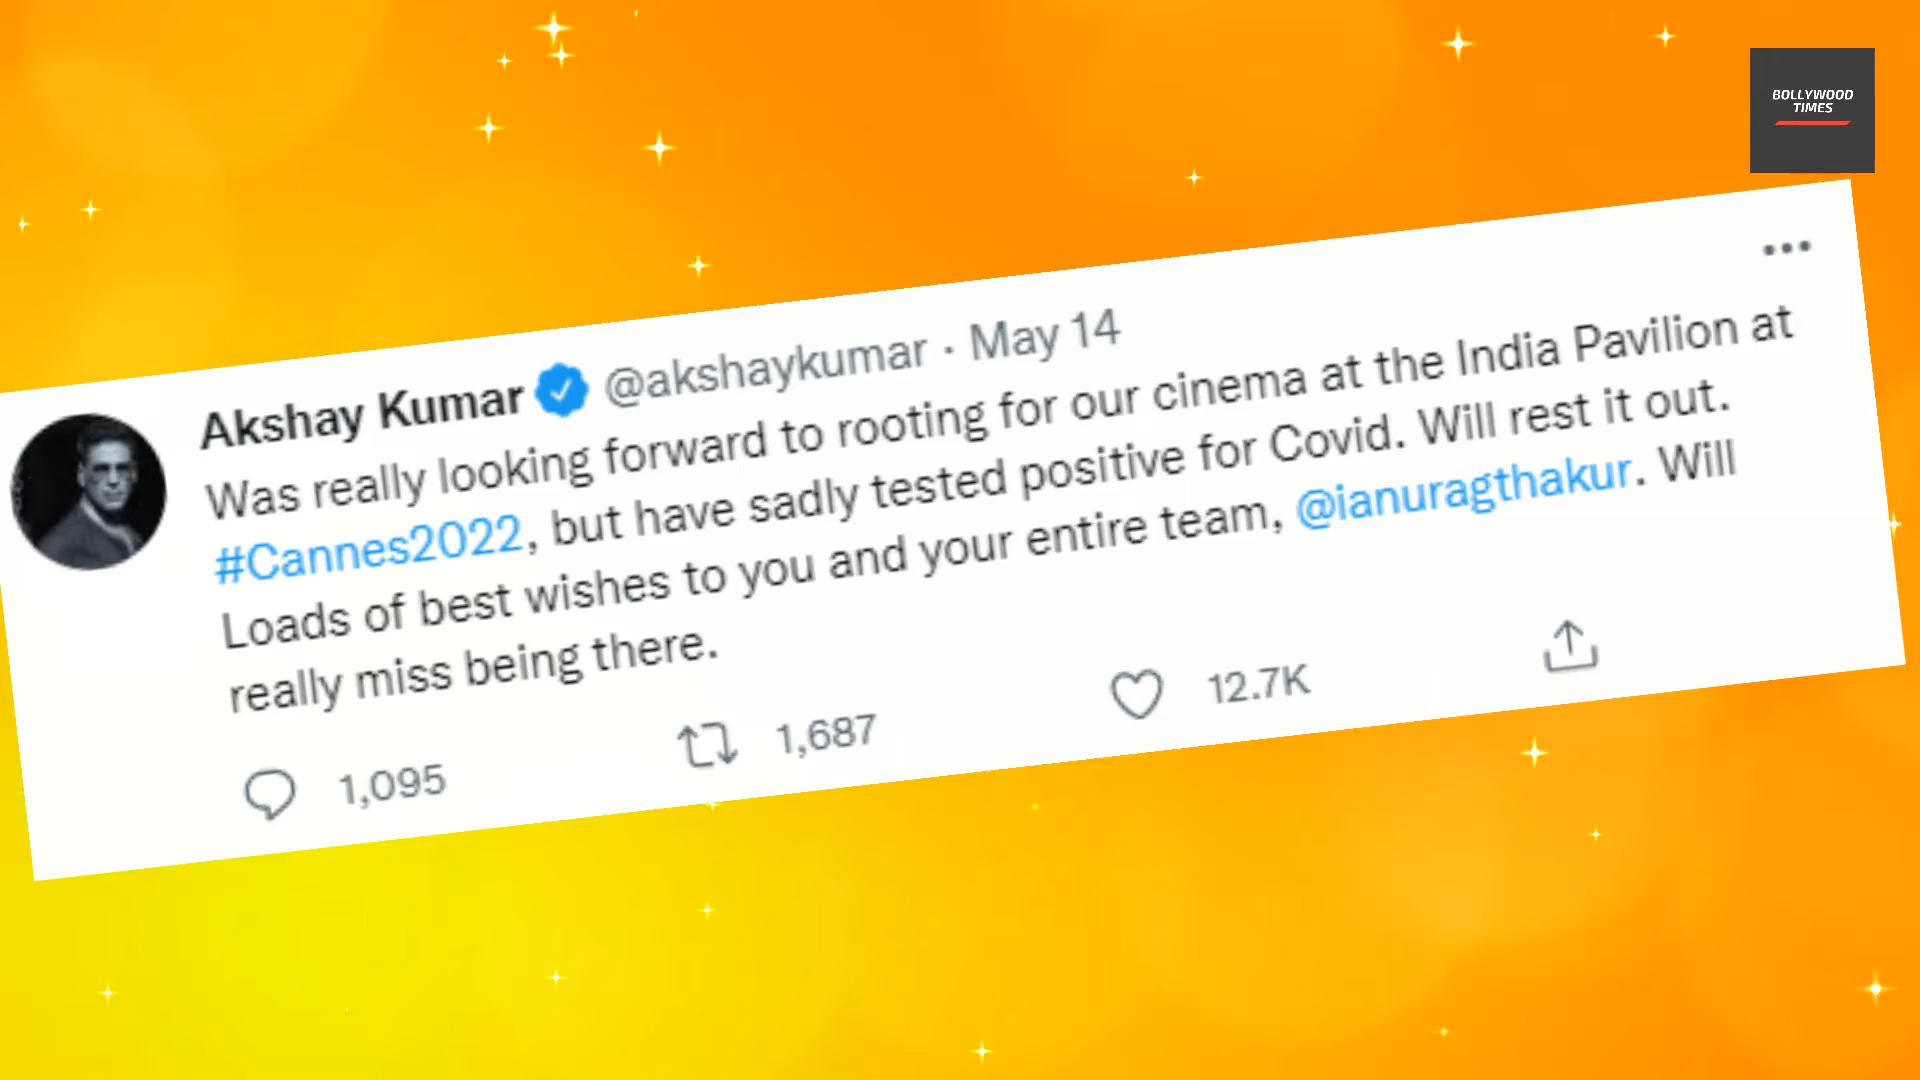 BOLLYWOOD
TIMES
Akshay Kumar @akshaykumar · May 14
Was really looking forward to rooting for our cinema at the India Pavilion at
#Cannes2022, but have sadly tested positive for Covid. Will rest it out.
Loads of best wishes to you and your entire team, @ianuragthakur. Will
really miss being there.
1,095 1,687 12.7K